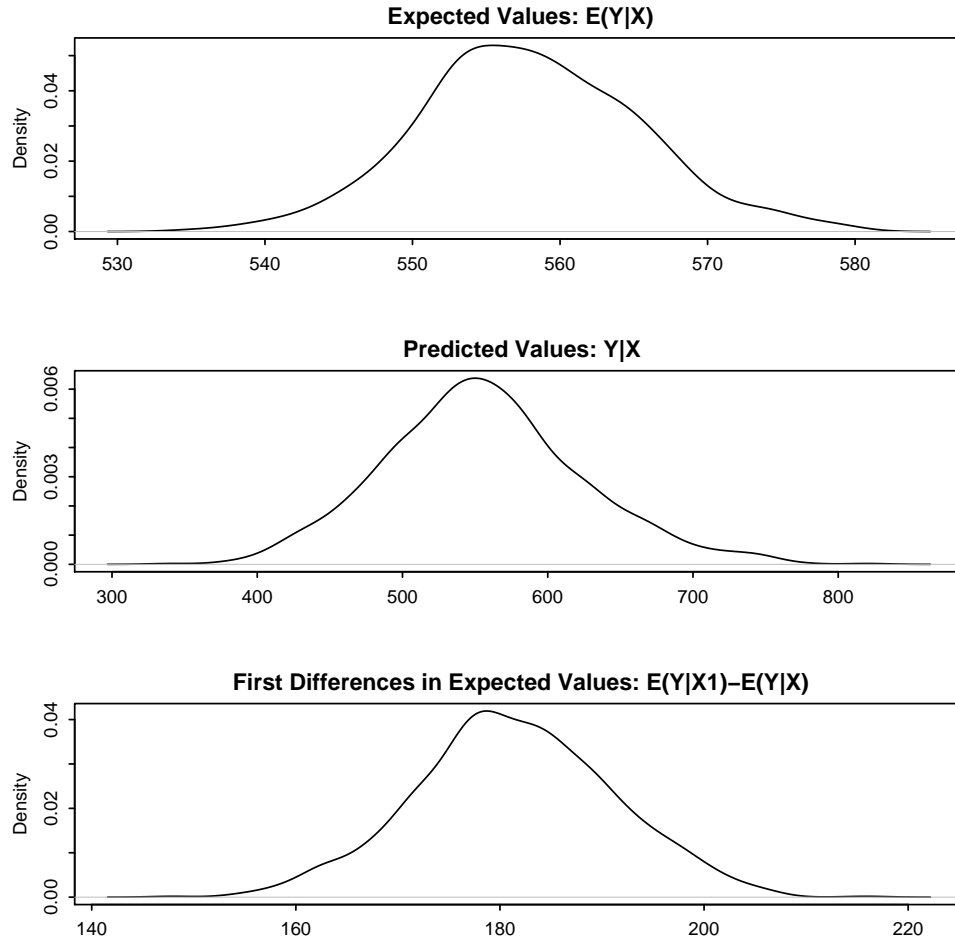 Expected Values: E(Y|X)
Density
0.00 0.02 0.04
530 540 550 560 570 580
Predicted Values: Y|X
Density
0.000 0.003 0.006
300 400 500 600 700 800
First Differences in Expected Values: E(Y|X1)−E(Y|X)
Density
0.00 0.02 0.04
140 160 180 200 220